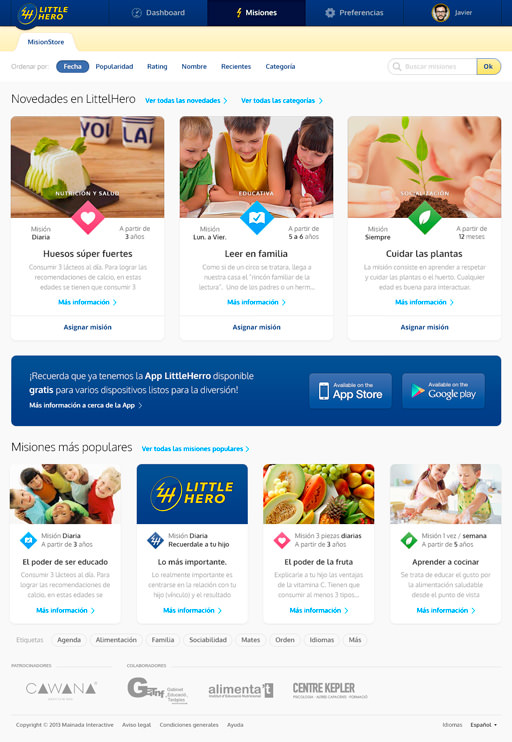 LITTLE HERO
Dashboard
Misiones
Preferencias
Javier
MisionStore
Ordenar por: Fecha Popularidad Rating Nombre Recientes Categoría
Buscar misiones
Ok
Novedades en LittelHero Ver todas las novedades Ver todas las categorías
NUTRICIÓN Y SALUD
Misión Diaria
A partir de 3 años
Huesos súper fuertes
Consumir 3 lácteos al día. Para lograr las
recomendaciones de calcio, en estas
edades se tienen que consumir 3
Más información
Asignar misión
EDUCATIVA
Misión Lun. a Vier.
A partir de 5 a 6 años
Leer en familia
Como si de un circo se tratara, llega a
nuestra casa el "rincón familiar de la
lectura". Uno de los padres o un herm...
Más información
Asignar misión
SOCIALIZACIÓN
Misión Siempre
A partir de 12 meses
Cuidar las plantas
La misión consiste en aprender a respetar
y cuidar las plantas o el huerto. Cualquier
edad es buena para interactuar.
Más información
Asignar misión
¡Recuerda que ya tenemos la App LittleHerro disponible
gratis para varios dispositivos listos para la diversión!
Más información a cerca de la App
Available on the
App Store
Available on the
Google play
Misiones más populares Ver todas las misiones populares
Misión Diaria
A partir de 3 años
El poder de ser educado
Consumir 3 lácteos al día. Para
lograr las recomendaciones de
calcio, en estas edades se
Más información
LITTLE HERO
Misión Diaria
Recuerdale a tu hijo
Lo más importante.
Lo realmente importante es
sentrarse en la relación con tu
hijo (vínculo) y el resultado
Más información
Misión 3 piezas diarias
A partir de 3 años
El poder de la fruta
Explicarle a tu hijo las ventajas
de la vitamina C. Tienen que
consumir al menos 3 tipos...
Más información
Misión 1 vez / semana
A partir de 5 años
Aprender a cocinar
Se trata de educar el gusto por
la alimentación saludable
desde el punto de vista
Más información
Etiquetas Agenda Alimentación Familia Sociabilidad Mates Orden Idiomas Más
PATROCINADORES
COLABORADORES
CAWANA
alimenta't
CENTRE KEPLER
Copyright © 2013 Mainada Interactive Aviso legal Condiciones generales Ayuda
Idiomas Español